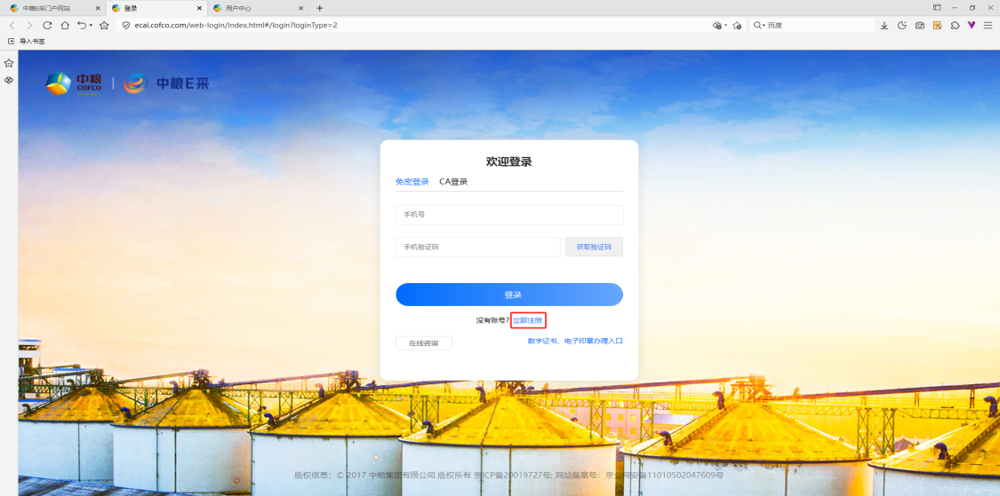 中粮E采门户网站
登录
用户中心
ecai.cofco.com/web-login/index.html#/login?loginType=2
百度
导入书签
中粮
COFCO
中粮E采
欢迎登录
免密登录 CA登录
手机号
手机验证码 获取验证码
登录
没有账号? 立即注册
在线咨询 数字证书、电子印章办理入口
版权信息: © 2017 中粮集团有限公司 版权所有 京ICP备20019727号; 网站备案号: 京公网安备11010502047609号